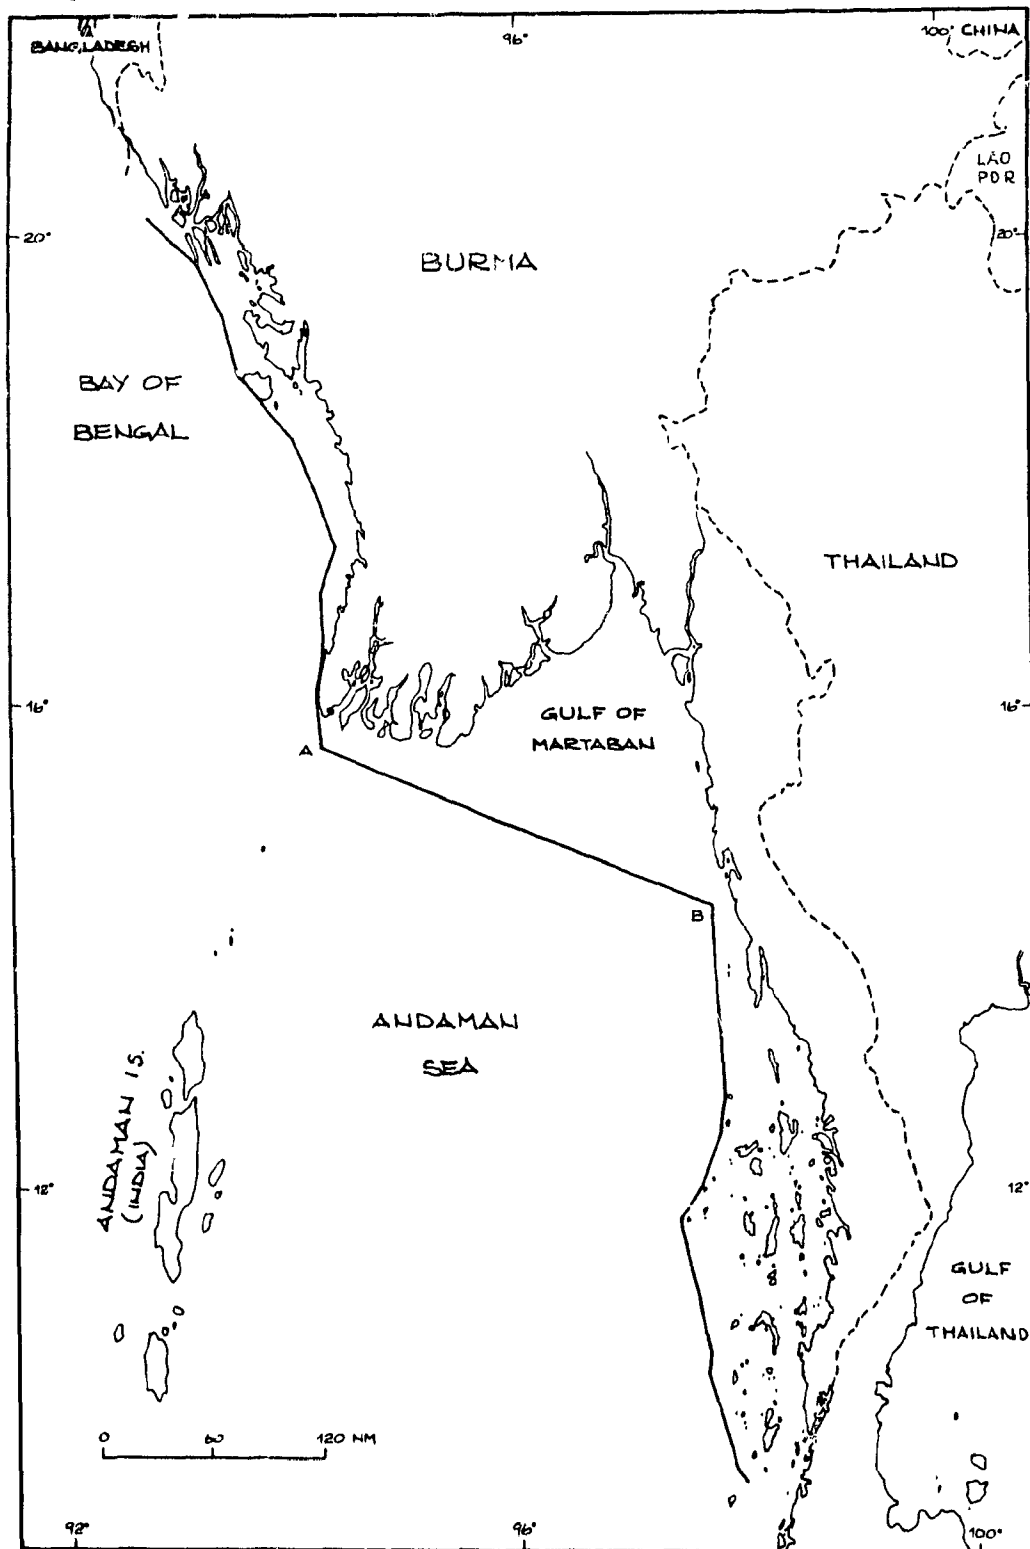 96°
100° CHINA
BANGLADESH
LAO
PDR
20°
20°
BURMA
BAY OF
BENGAL
THAILAND
16°
16°
GULF OF
MARTABAN
A
B
ANDAMAN
SEA
ANDAMAN IS.
(INDIA)
12°
12°
GULF
OF
THAILAND
0 60 120 NM
92°
96°
100°